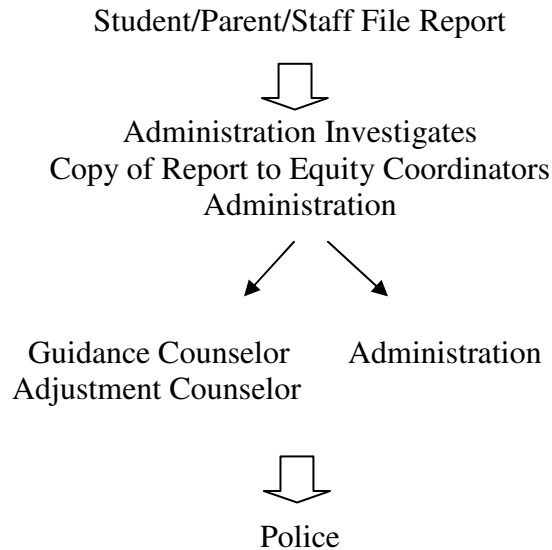 Student/Parent/Staff File Report
Administration Investigates
Copy of Report to Equity Coordinators
Administration
Guidance Counselor
Adjustment Counselor
Administration
Police